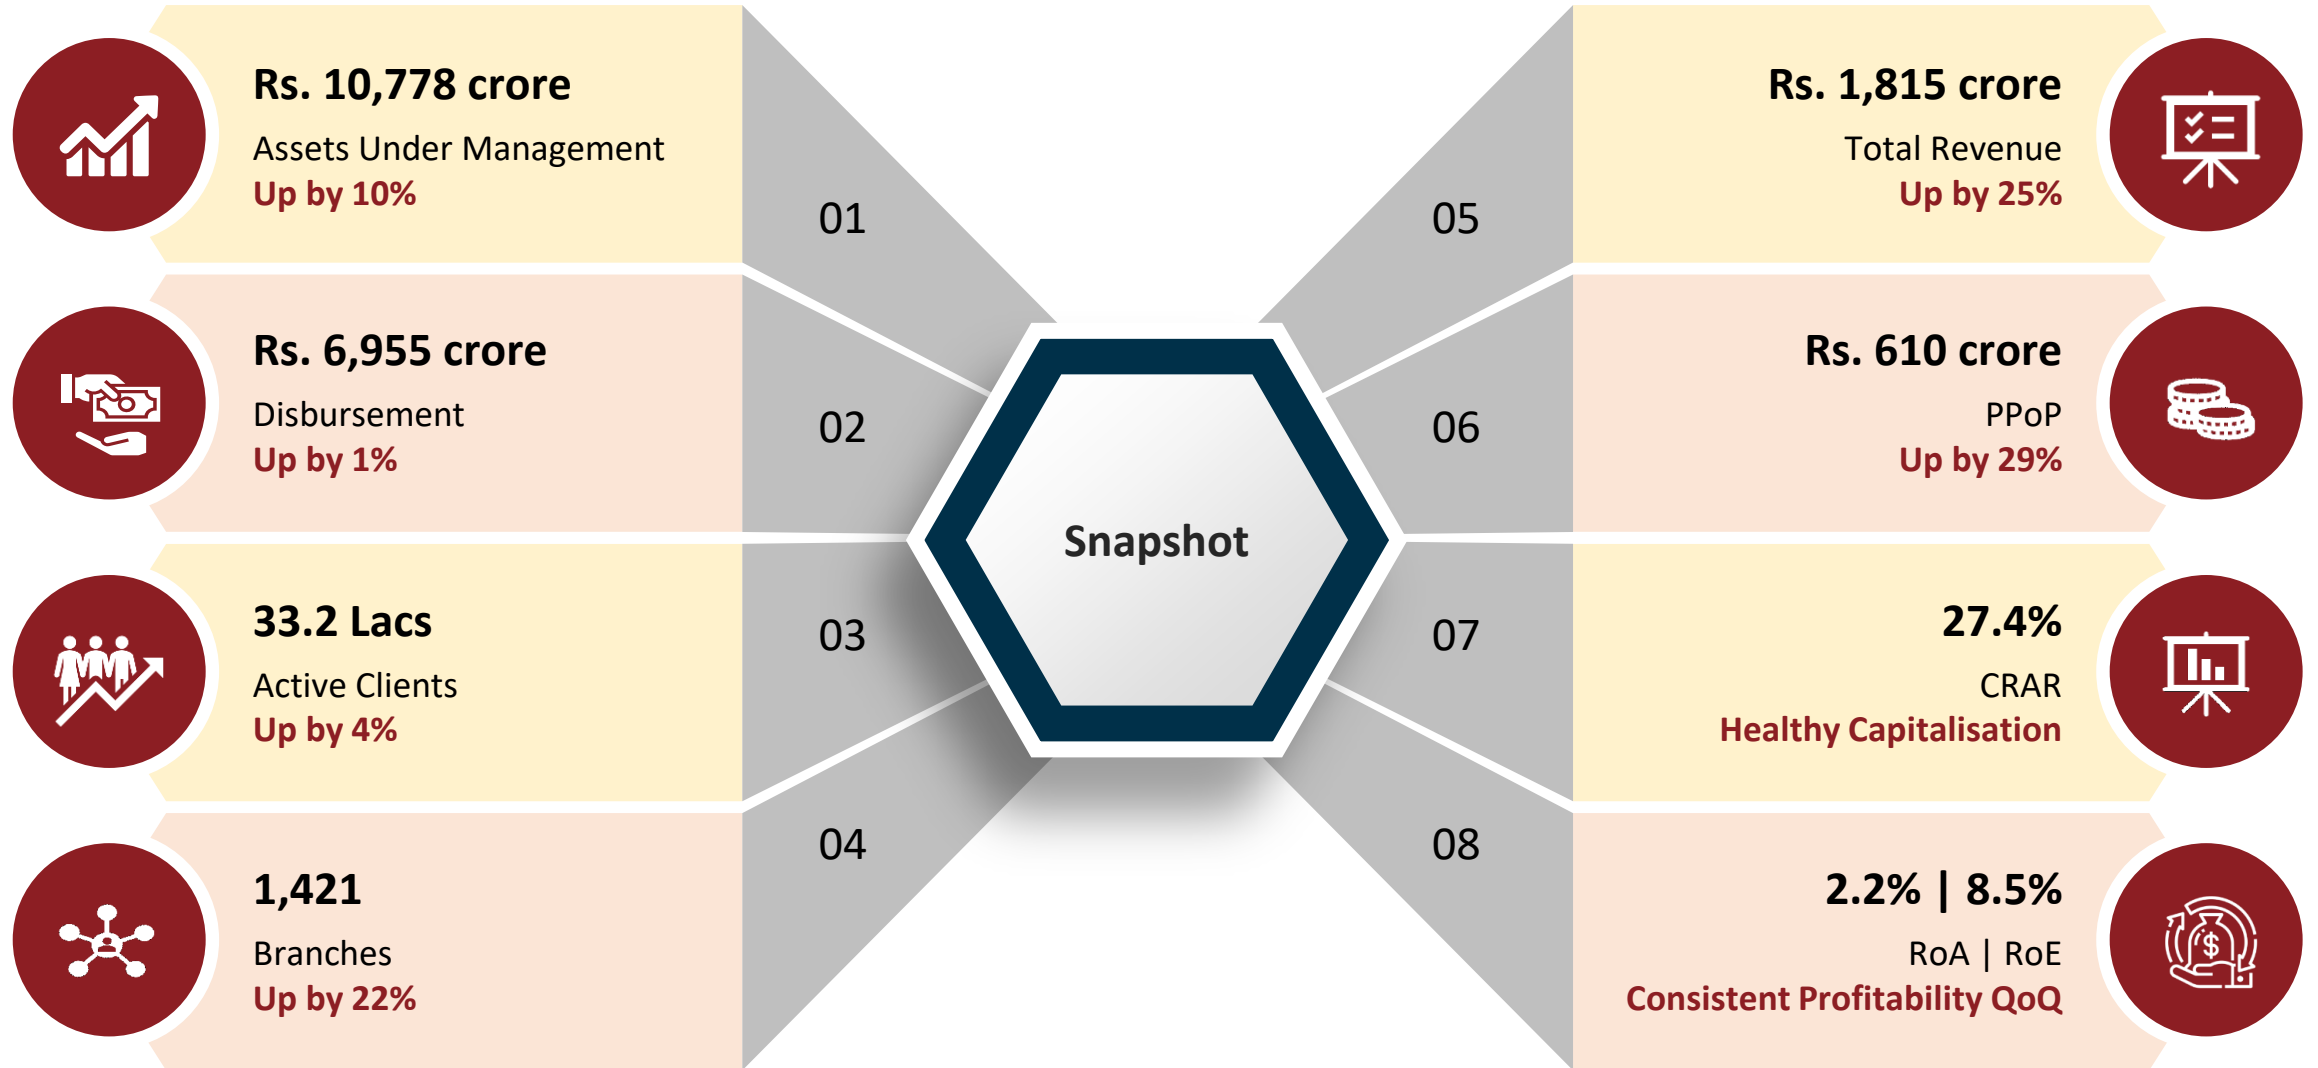 Rs. 10,778 crore
Assets Under Management
Up by 10%
01
Rs. 6,955 crore
Disbursement
Up by 1%
02
33.2 Lacs
Active Clients
Up by 4%
03
1,421
Branches
Up by 22%
04
Snapshot
Rs. 1,815 crore
Total Revenue
Up by 25%
05
Rs. 610 crore
PPoP
Up by 29%
06
27.4%
CRAR
Healthy Capitalisation
07
2.2% | 8.5%
RoA | RoE
Consistent Profitability QoQ
08
$